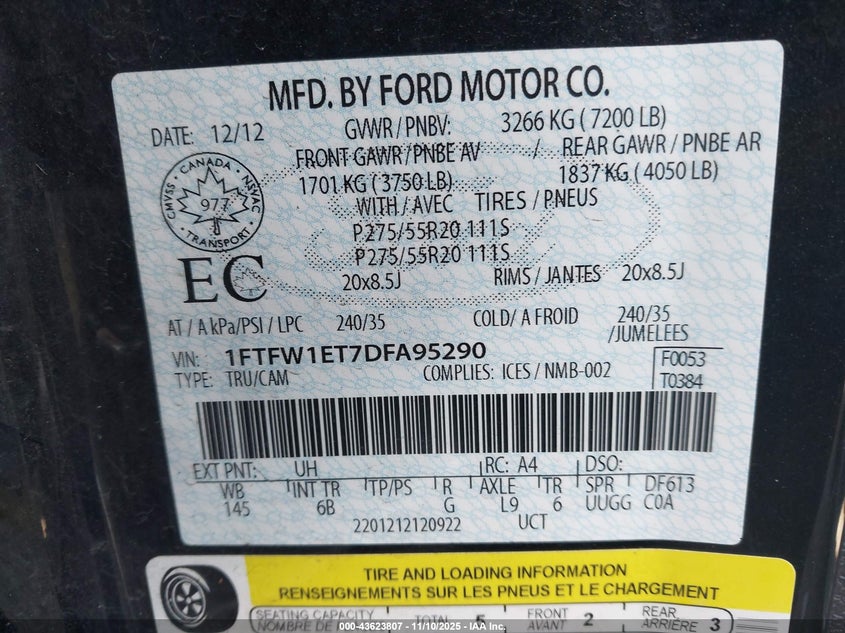 MFD. BY FORD MOTOR CO.
DATE: 12/12 GVWR / PNBV: 3266 KG ( 7200 LB)
FRONT GAWR / PNBE AV / REAR GAWR / PNBE AR
1701 KG ( 3750 LB) 1837 KG ( 4050 LB)
WITH / AVEC TIRES / PNEUS
P275/55R20 111S
P275/55R20 111S
20x8.5J RIMS / JANTES 20x8.5J
CANADA
CMVSS NSVAC
977
TRANSPORT
EC
AT / A kPa/PSI / LPC 240/35 COLD/ A FROID 240/35
/JUMELEES
VIN: 1FTFW1ET7DFA95290 F0053
TYPE: TRU/CAM COMPLIES: ICES / NMB-002 T0384
EXT PNT: UH RC: A4 DSO:
WB INT TR TP/PS R AXLE TR SPR DF613
145 6B G L9 6 UUGG C0A
2201212120922 UCT
TIRE AND LOADING INFORMATION
RENSEIGNEMENTS SUR LES PNEUS ET LE CHARGEMENT
SEATING CAPACITY TOTAL 5 FRONT 2 REAR 3
NOMBRE DE AVANT ARRIÈRE
000-43623807 - 11/10/2025 - IAA Inc.